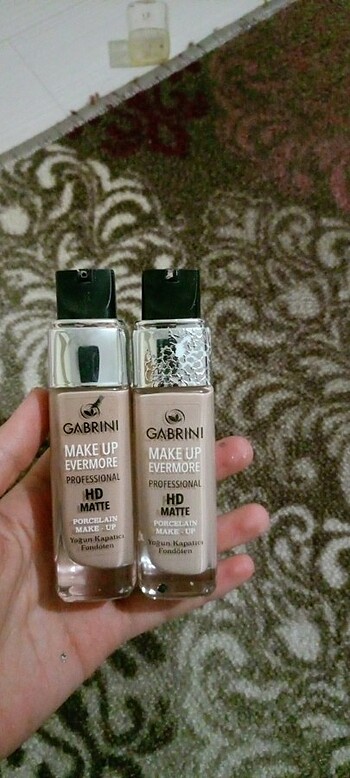 GABRINI
MAKE UP
EVERMORE
PROFESSIONAL
HD
MATTE
PORCELAIN
MAKE - UP
Yoğun Kapatıcı
Fondöten
GABRINI
MAKE UP
EVERMORE
PROFESSIONAL
HD
MATTE
PORCELAIN
MAKE - UP
Yoğun Kapatıcı
Fondöten